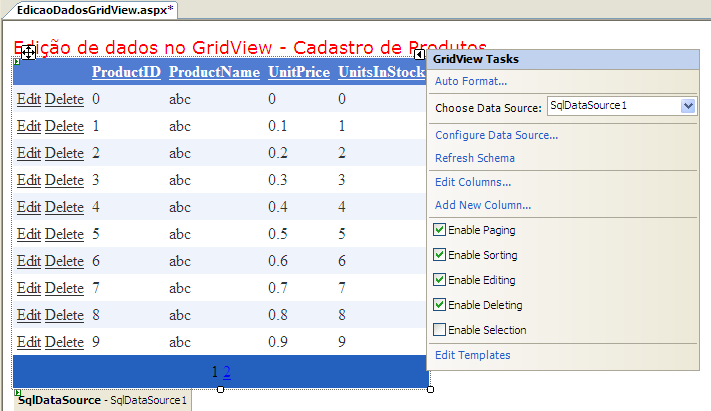 EdicaoDadosGridView.aspx*
Edição de dados no GridView - Cadastro de Produtos
ProductID ProductName UnitPrice UnitsInStock
Edit Delete 0 abc 0 0
Edit Delete 1 abc 0.1 1
Edit Delete 2 abc 0.2 2
Edit Delete 3 abc 0.3 3
Edit Delete 4 abc 0.4 4
Edit Delete 5 abc 0.5 5
Edit Delete 6 abc 0.6 6
Edit Delete 7 abc 0.7 7
Edit Delete 8 abc 0.8 8
Edit Delete 9 abc 0.9 9
1 2
SqlDataSource - SqlDataSource1
GridView Tasks
Auto Format...
Choose Data Source: SqlDataSource1
Configure Data Source...
Refresh Schema
Edit Columns...
Add New Column...
Enable Paging
Enable Sorting
Enable Editing
Enable Deleting
Enable Selection
Edit Templates